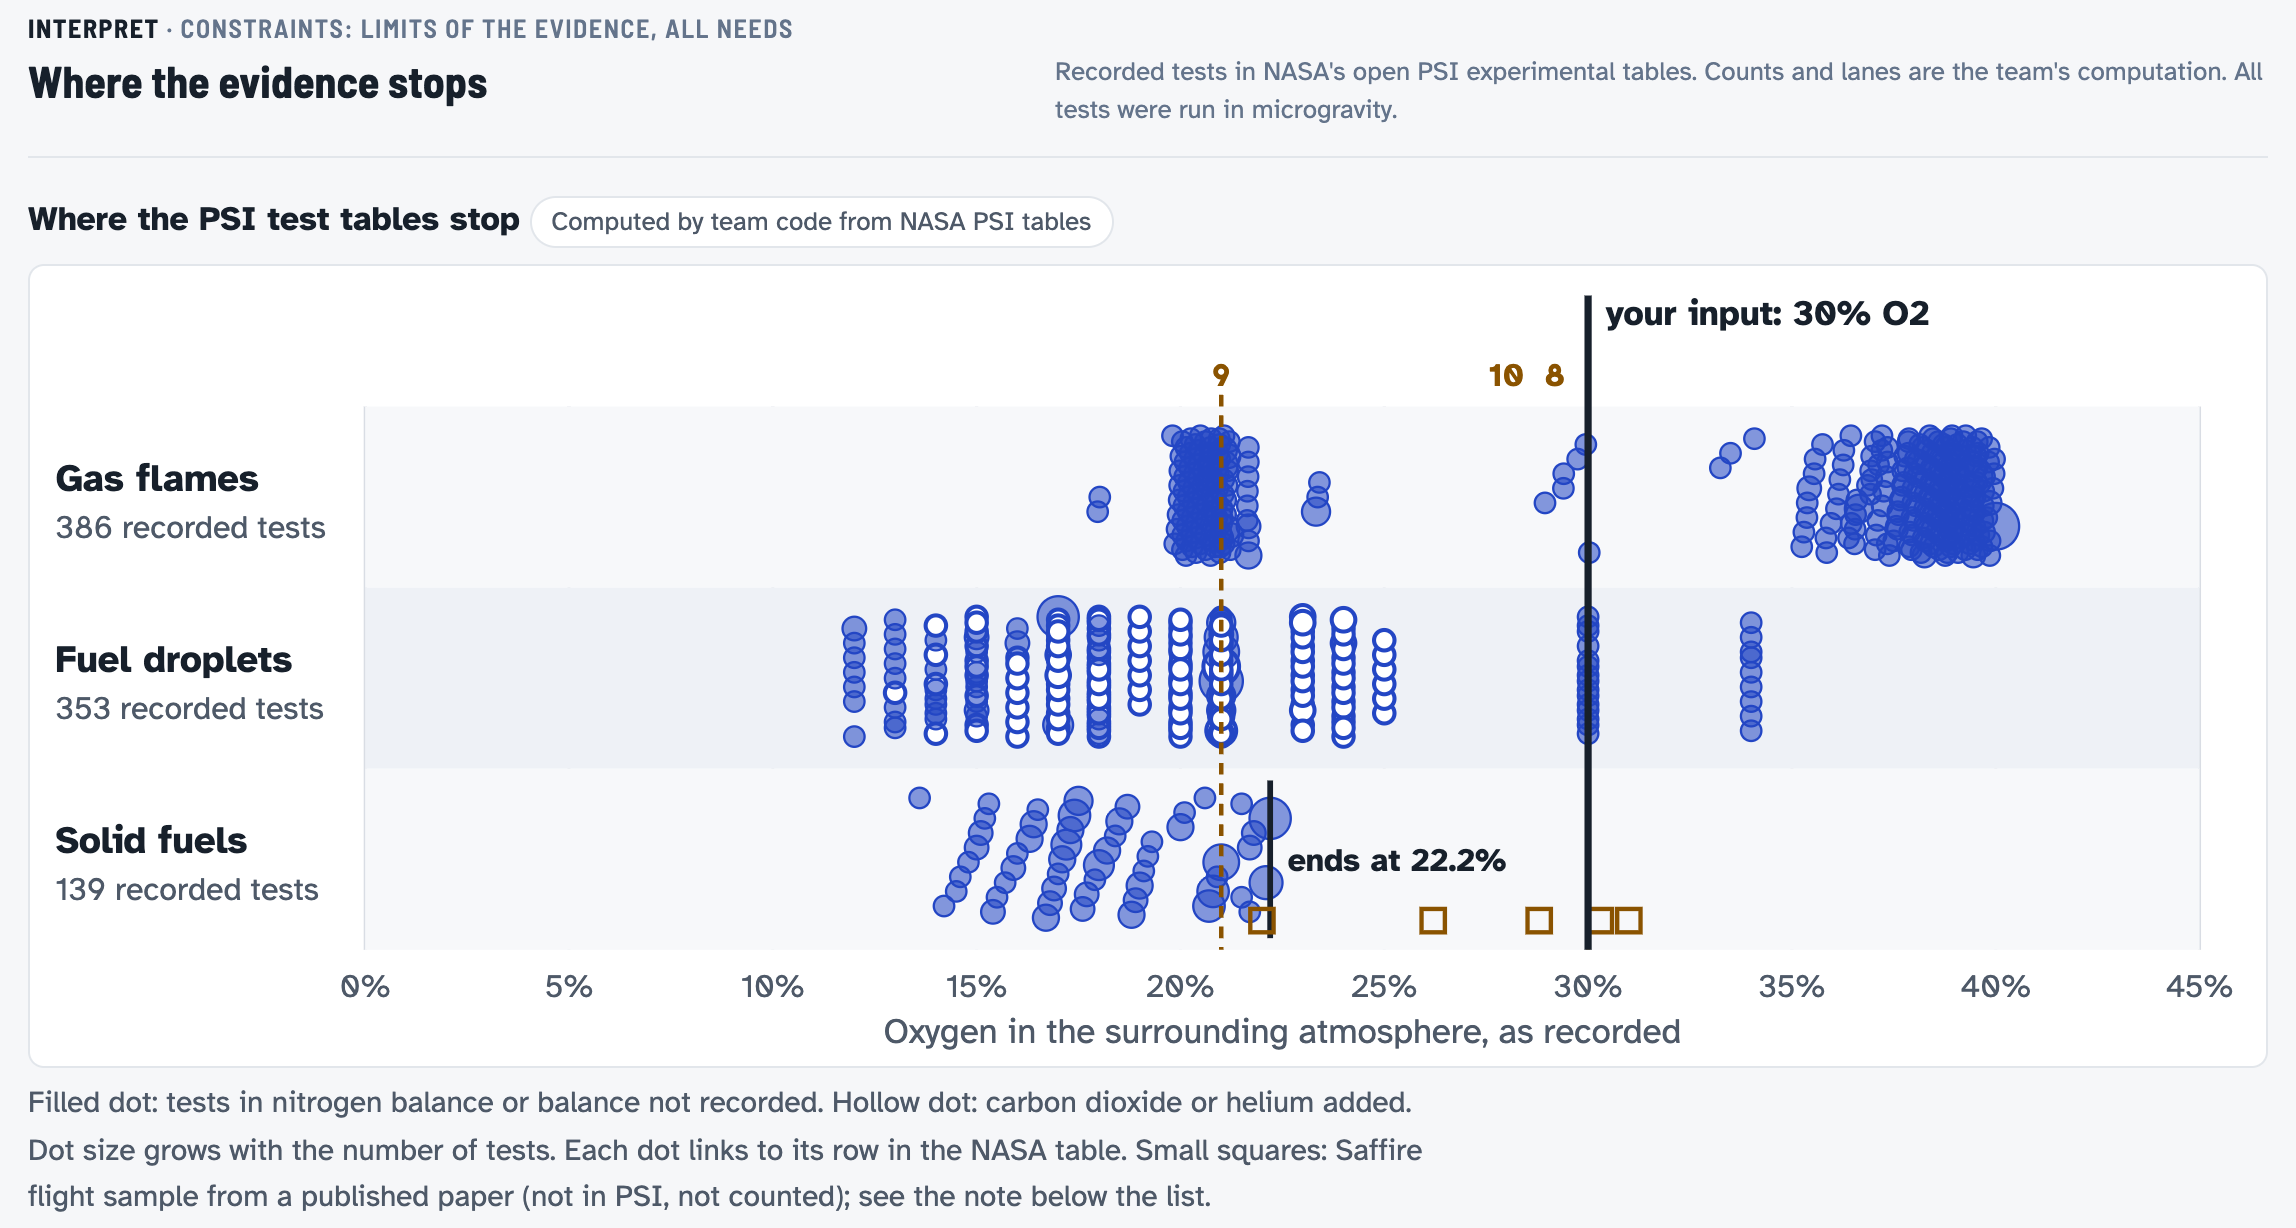 INTERPRET · CONSTRAINTS: LIMITS OF THE EVIDENCE, ALL NEEDS
Where the evidence stops
Recorded tests in NASA's open PSI experimental tables. Counts and lanes are the team's computation. All
tests were run in microgravity.
Where the PSI test tables stop
Computed by team code from NASA PSI tables
your input: 30% O2
9
10
8
Gas flames
386 recorded tests
Fuel droplets
353 recorded tests
Solid fuels
139 recorded tests
ends at 22.2%
0% 5% 10% 15% 20% 25% 30% 35% 40% 45%
Oxygen in the surrounding atmosphere, as recorded
Filled dot: tests in nitrogen balance or balance not recorded. Hollow dot: carbon dioxide or helium added.
Dot size grows with the number of tests. Each dot links to its row in the NASA table. Small squares: Saffire
flight sample from a published paper (not in PSI, not counted); see the note below the list.